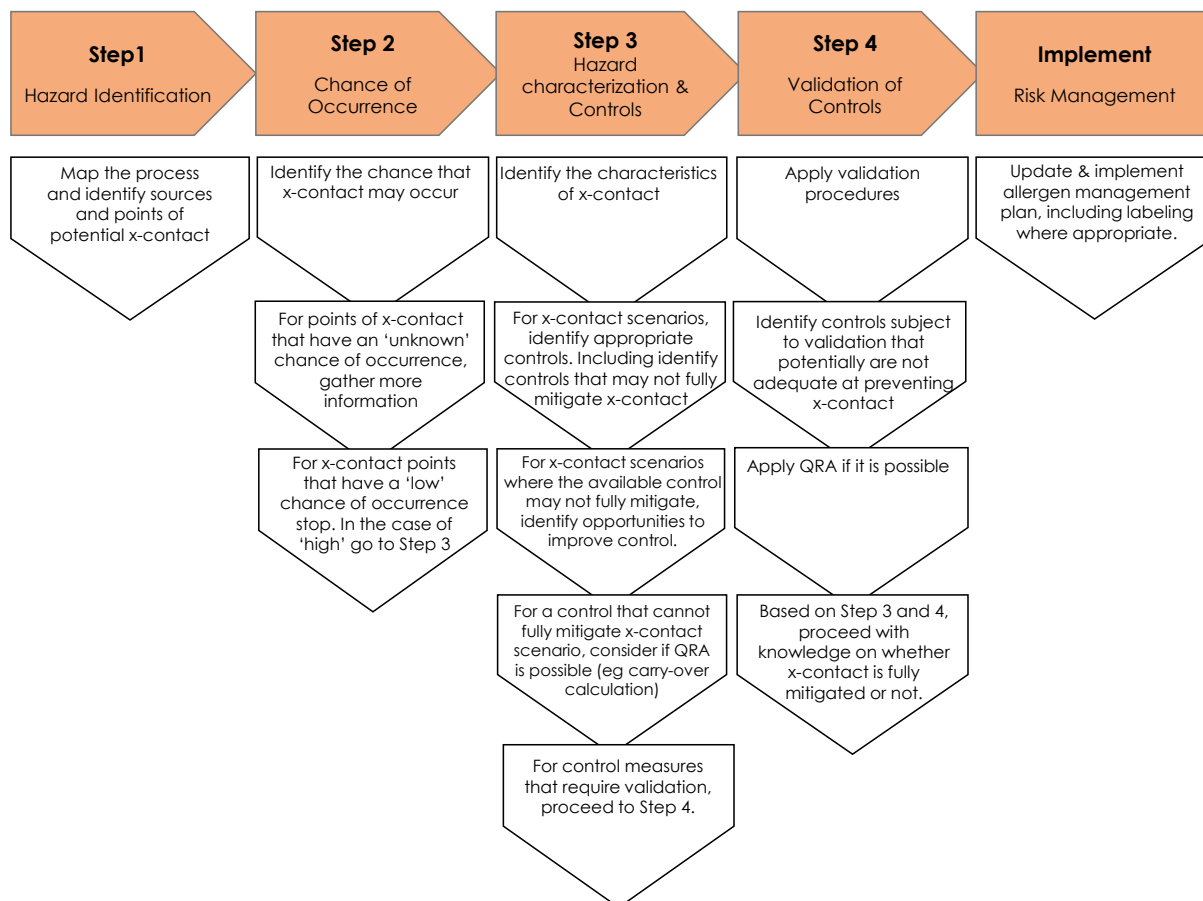 Step1
Hazard Identification
Step 2
Chance of
Occurrence
Step 3
Hazard
characterization &
Controls
Step 4
Validation of
Controls
Implement
Risk Management
Map the process
and identify sources
and points of
potential x-contact
Identify the chance that
x-contact may occur
For points of x-contact
that have an ‘unknown’
chance of occurrence,
gather more
information
For x-contact points
that have a ‘low’
chance of occurrence
stop. In the case of
‘high’ go to Step 3
Identify the characteristics
of x-contact
For x-contact scenarios,
identify appropriate
controls. Including identify
controls that may not fully
mitigate x-contact
For x-contact scenarios
where the available control
may not fully mitigate,
identify opportunities to
improve control.
For a control that cannot
fully mitigate x-contact
scenario, consider if QRA
is possible (eg carry-over
calculation)
For control measures
that require validation,
proceed to Step 4.
Apply validation
procedures
Identify controls subject
to validation that
potentially are not
adequate at preventing
x-contact
Apply QRA if it is possible
Based on Step 3 and 4,
proceed with
knowledge on whether
x-contact is fully
mitigated or not.
Update & implement
allergen management
plan, including labeling
where appropriate.